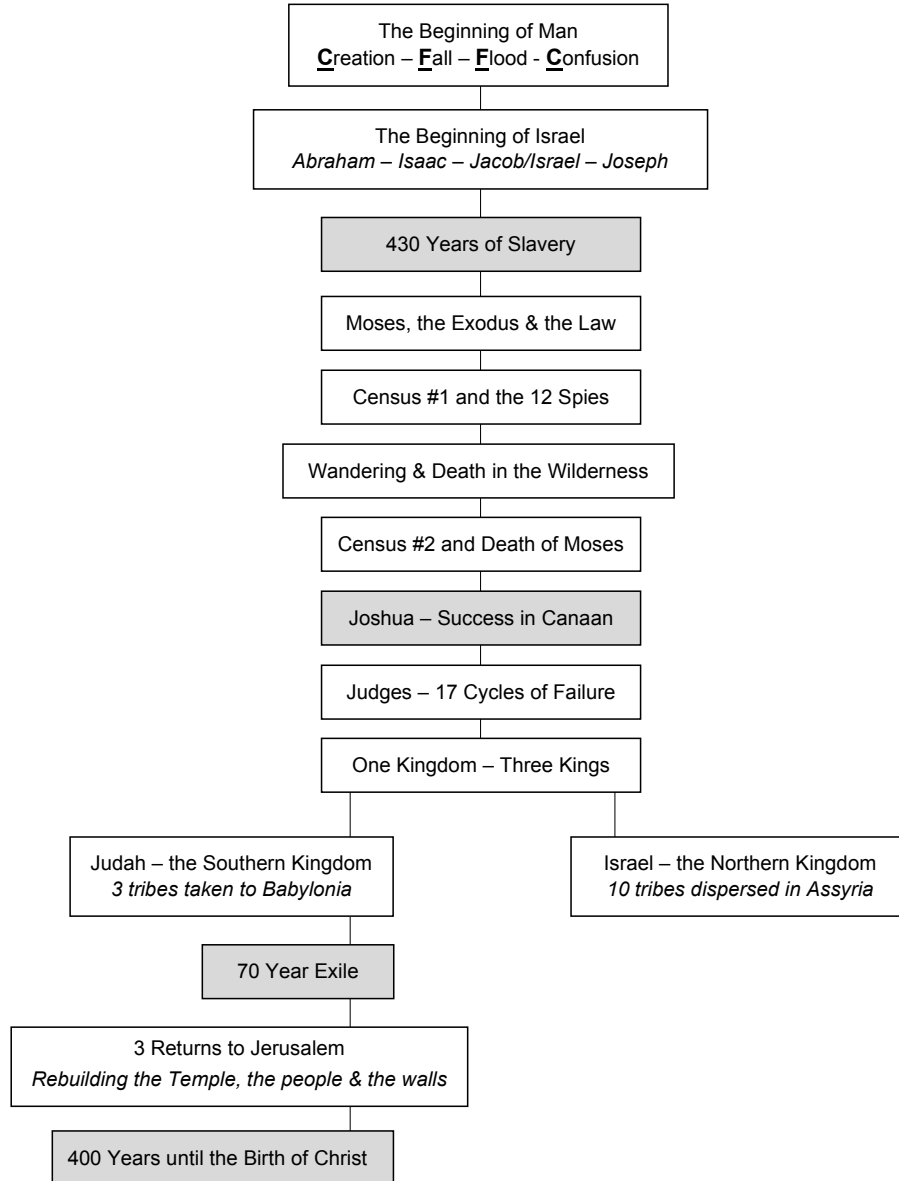 The Beginning of Man
Creation – Fall – Flood - Confusion
The Beginning of Israel
Abraham – Isaac – Jacob/Israel – Joseph
430 Years of Slavery
Moses, the Exodus & the Law
Census #1 and the 12 Spies
Wandering & Death in the Wilderness
Census #2 and Death of Moses
Joshua – Success in Canaan
Judges – 17 Cycles of Failure
One Kingdom – Three Kings
Judah – the Southern Kingdom
3 tribes taken to Babylonia
Israel – the Northern Kingdom
10 tribes dispersed in Assyria
70 Year Exile
3 Returns to Jerusalem
Rebuilding the Temple, the people & the walls
400 Years until the Birth of Christ